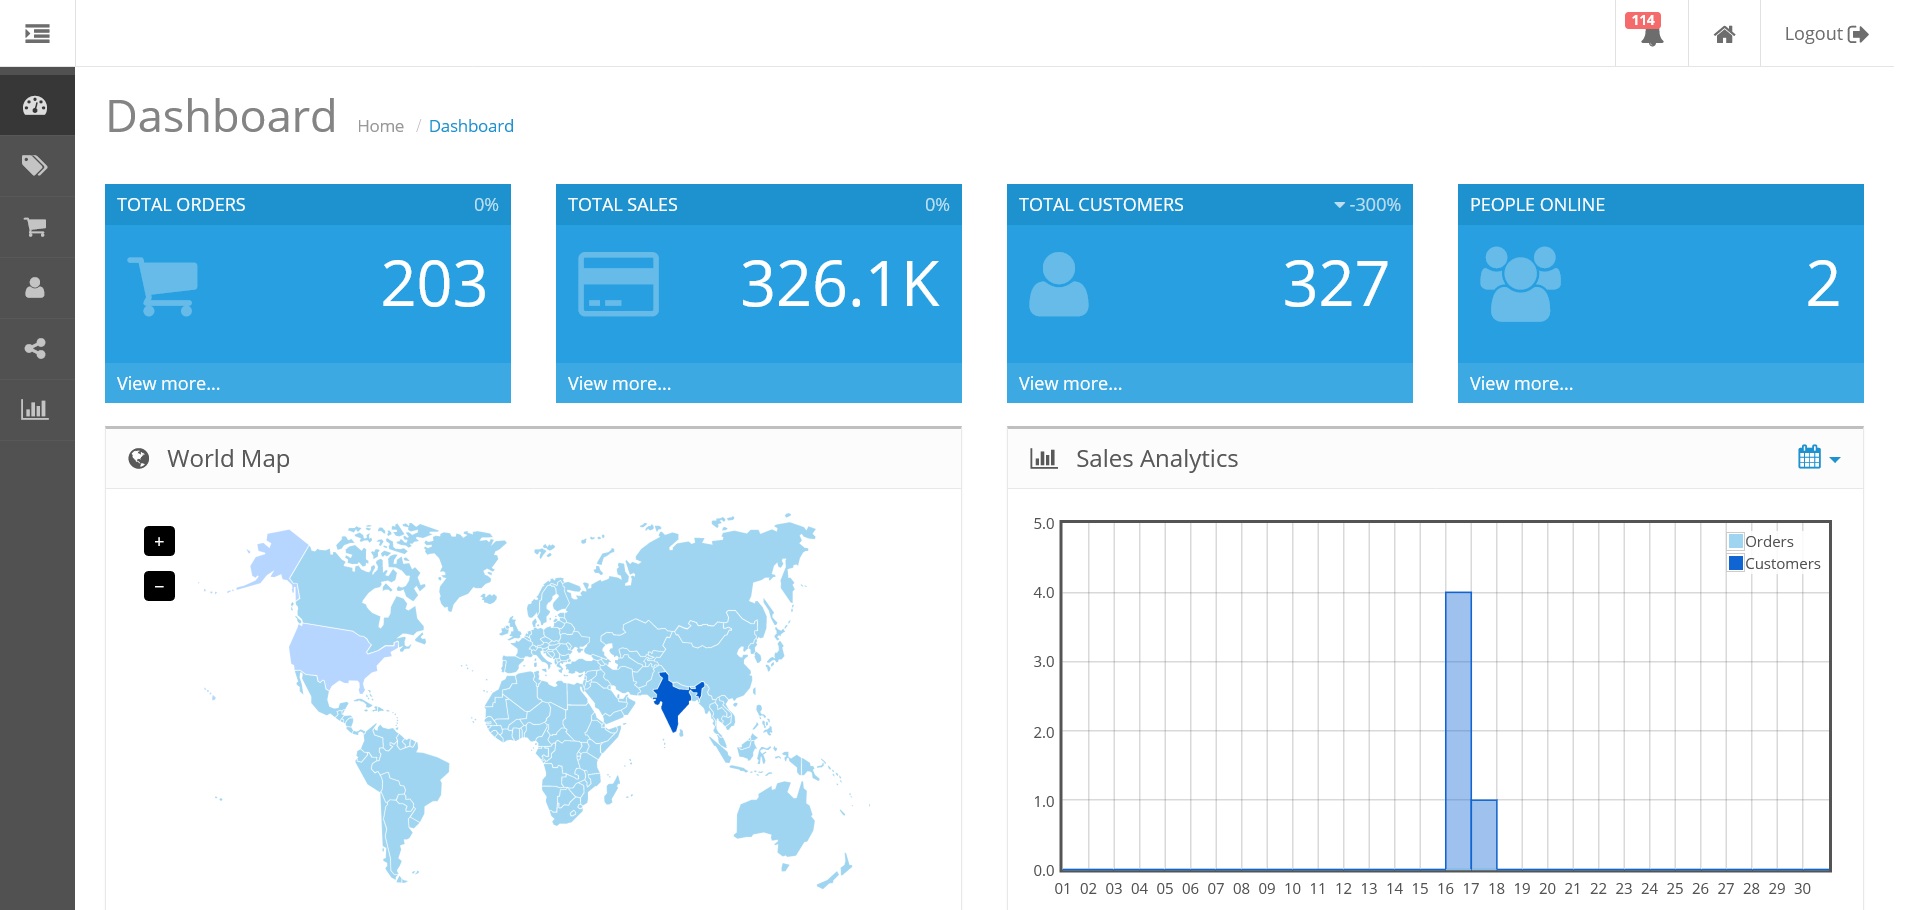 114
Logout
Dashboard Home / Dashboard
TOTAL ORDERS 0%
203
View more...
TOTAL SALES 0%
326.1K
View more...
TOTAL CUSTOMERS -300%
327
View more...
PEOPLE ONLINE
2
View more...
World Map
+
−
Sales Analytics
5.0
4.0
3.0
2.0
1.0
0.0
Orders
Customers
01 02 03 04 05 06 07 08 09 10 11 12 13 14 15 16 17 18 19 20 21 22 23 24 25 26 27 28 29 30